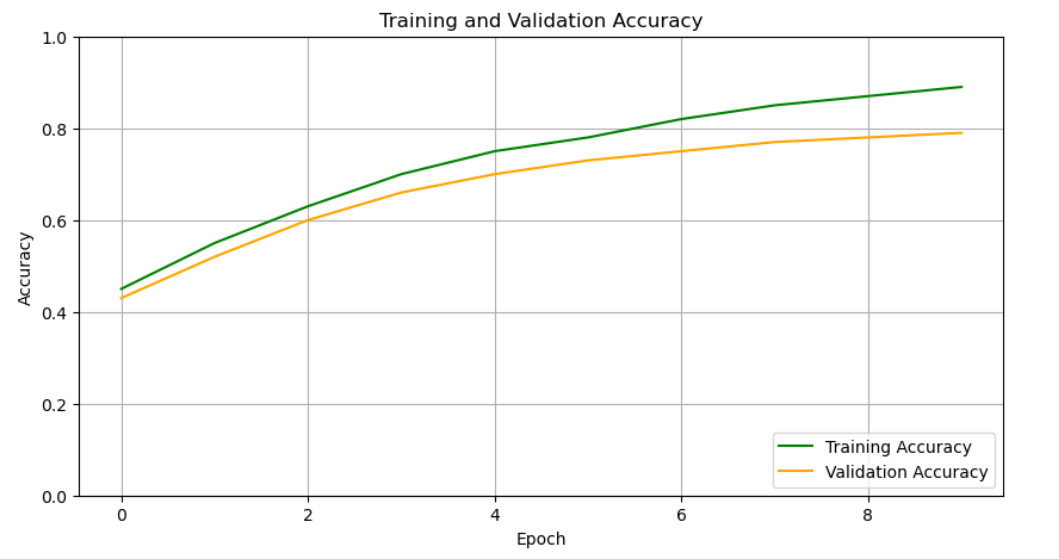 Training and Validation Accuracy
1.0
0.8
0.6
0.4
0.2
0.0
Accuracy
0 2 4 6 8
Epoch
Training Accuracy
Validation Accuracy